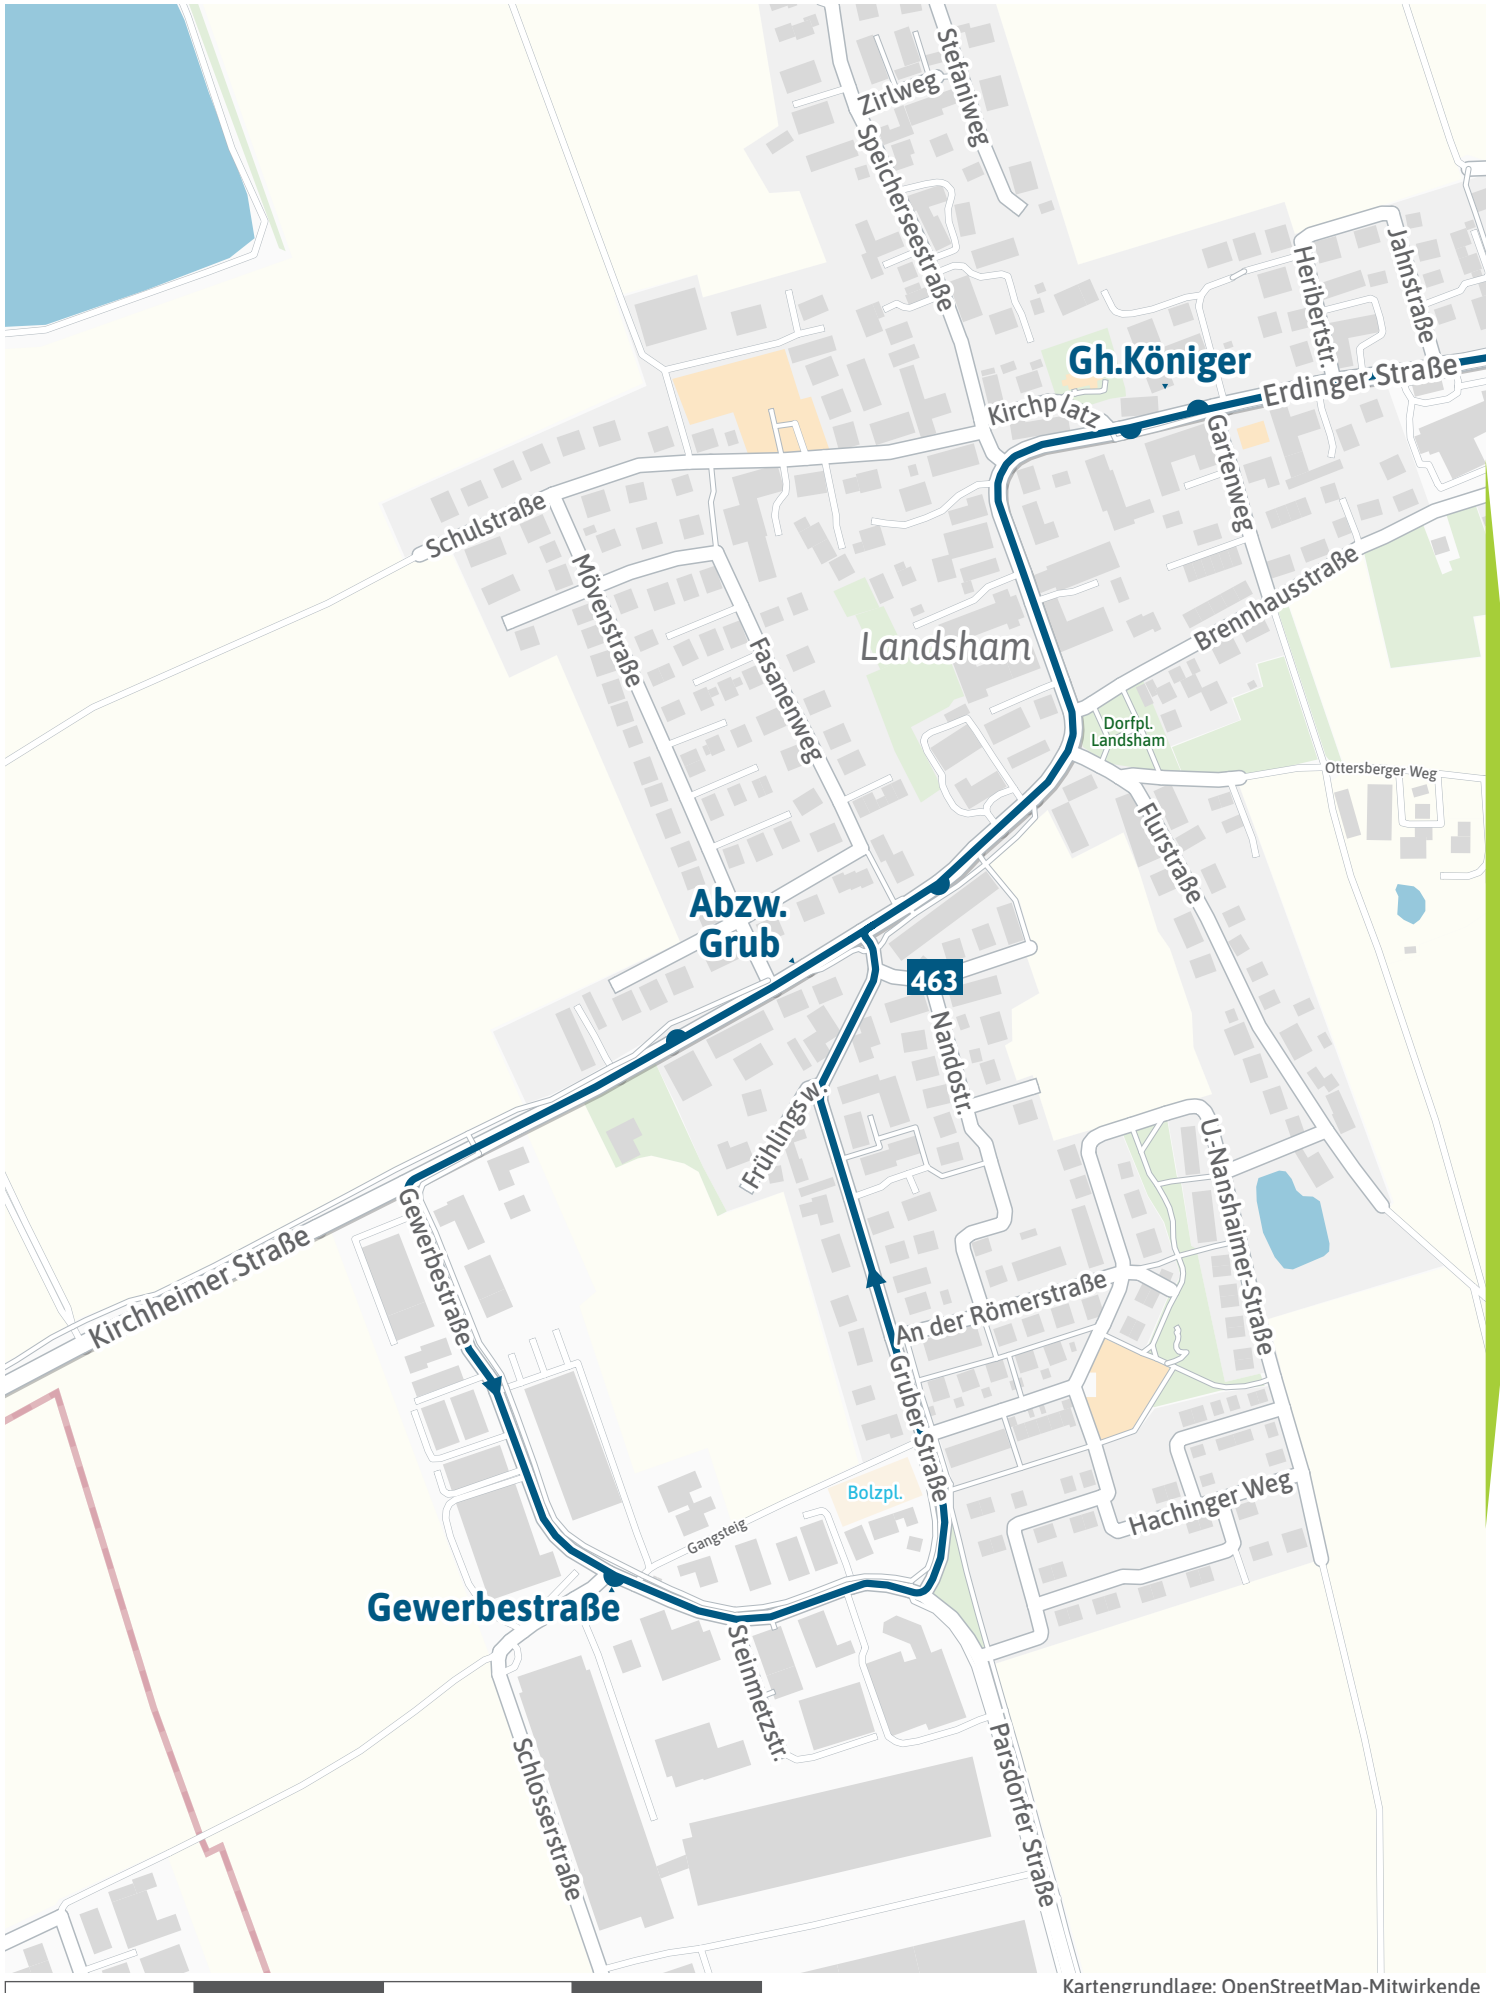 Stefaniweg
Zirlweg
Speicherseestraße
Jahnstraße
Heribertstr.
Gh.Königer
Erdinger Straße
Kirchplatz
Gartenweg
Schulstraße
Mövenstraße
Brennhausstraße
Landsham
Fasanenweg
Dorfpl.
Landsham
Ottersberger Weg
Flurstraße
Abzw.
Grub
463
Nandostr.
Frühlingsw.
U.-Nanshaimer-Straße
Gewerbestraße
Kirchheimer Straße
An der Römerstraße
Gruber Straße
Bolzpl.
Hachinger Weg
Gangsteig
Gewerbestraße
Steinmetzstr.
Schlosserstraße
Parsdorfer Straße
Kartengrundlage: OpenStreetMap-Mitwirkende